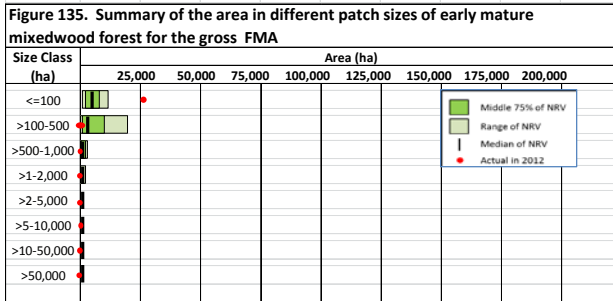 Figure 135. Summary of the area in different patch sizes of early mature
mixedwood forest for the gross FMA
Size Class
(ha)
Area (ha)
25,000 50,000 75,000 100,000 125,000 150,000 175,000 200,000
<=100
>100-500
>500-1,000
>1-2,000
>2-5,000
>5-10,000
>10-50,000
>50,000
Middle 75% of NRV
Range of NRV
Median of NRV
Actual in 2012